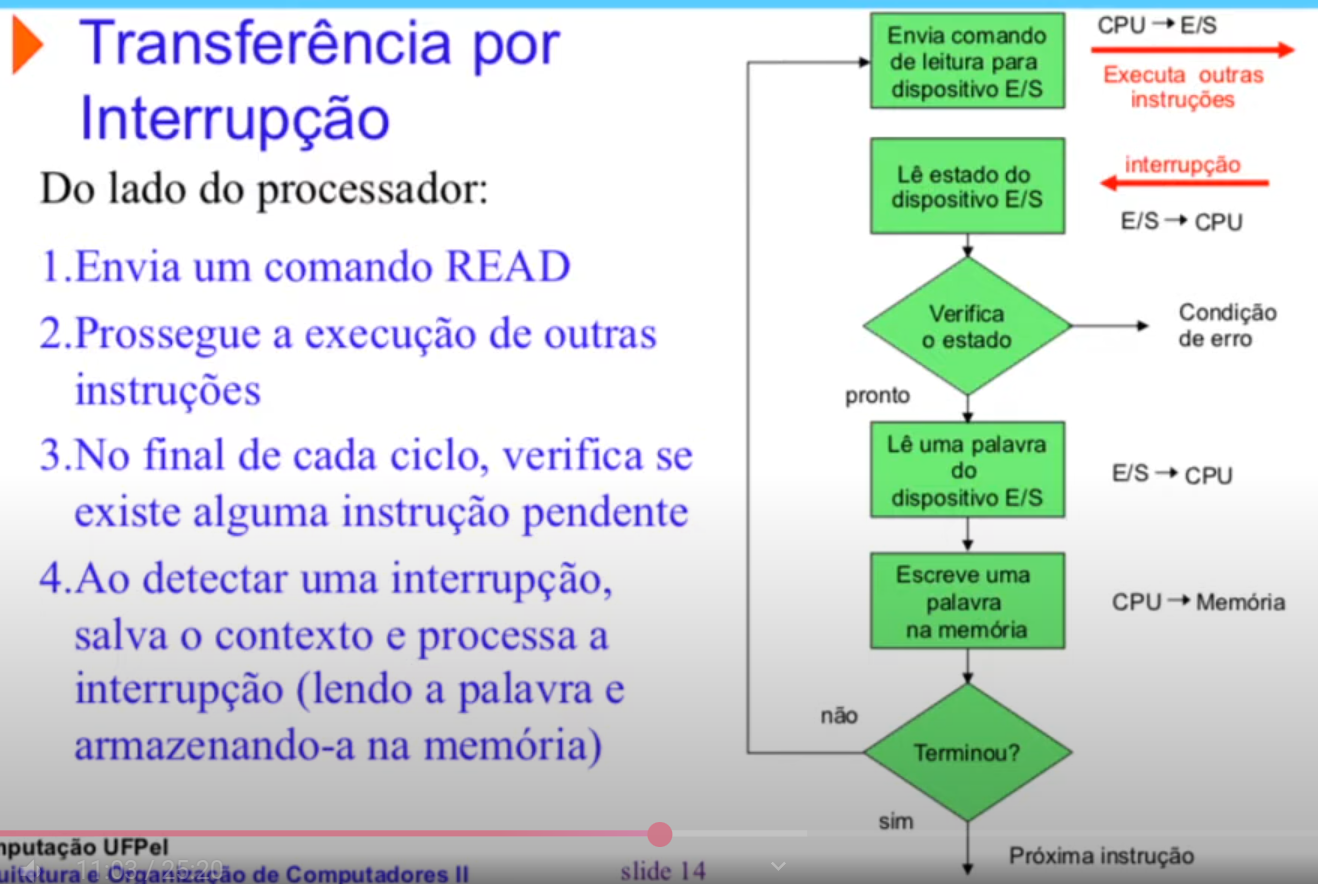 Transferência por
Interrupção
Do lado do processador:
1.Envia um comando READ
2.Prossegue a execução de outras
instruções
3.No final de cada ciclo, verifica se
existe alguma instrução pendente
4.Ao detectar uma interrupção,
salva o contexto e processa a
interrupção (lendo a palavra e
armazenando-a na memória)
Envia comando
de leitura para
dispositivo E/S
CPU → E/S
Executa outras
instruções
Lê estado do
dispositivo E/S
interrupção
E/S → CPU
Verifica
o estado
Condição
de erro
pronto
Lê uma palavra
do
dispositivo E/S
E/S → CPU
Escreve uma
palavra
na memória
CPU → Memória
não
Terminou?
sim
Próxima instrução
mputação UFPel
11:03 / 25:20
uitetura e Organização de Computadores II
slide 14